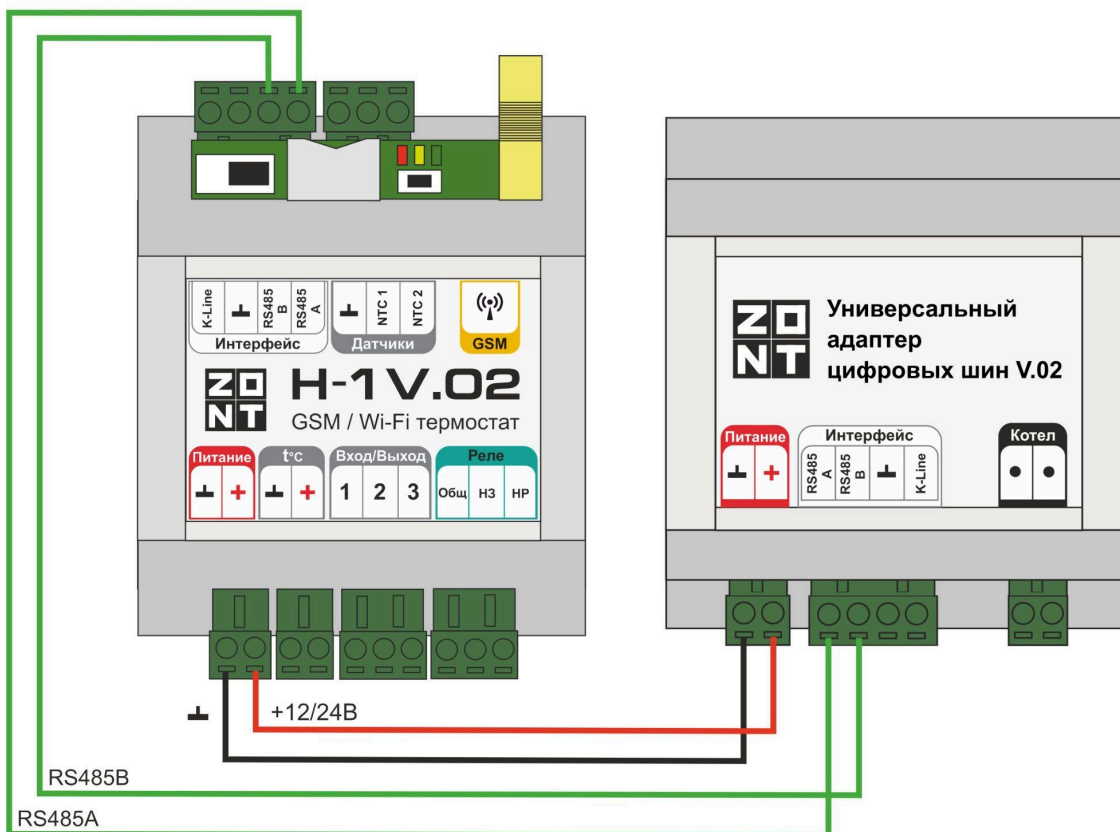 K-Line
RS485
B
RS485
A
NTC 1
NTC 2
Интерфейс
Датчики
GSM
ZONT
H-1 V.02
GSM / Wi-Fi термостат
Питание
t°C
Вход/Выход
Реле
+
+
1
2
3
Общ
НЗ
НР
ZONT
Универсальный
адаптер
цифровых шин V.02
Питание
Интерфейс
Котел
+
RS485
A
RS485
B
K-Line
+12/24В
RS485B
RS485A